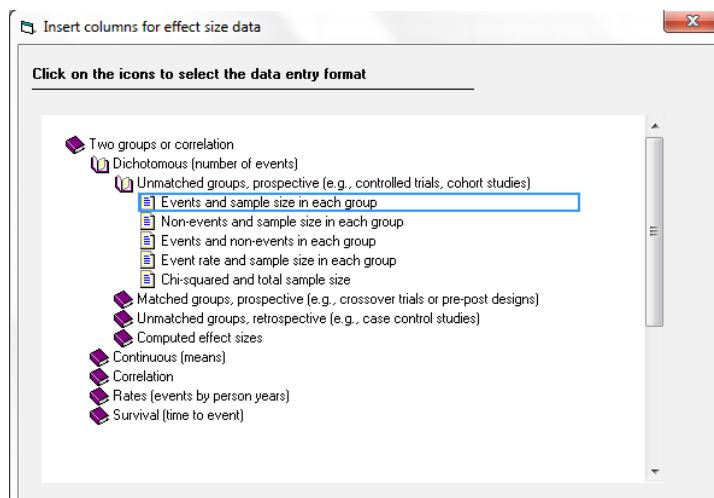 Insert columns for effect size data
Click on the icons to select the data entry format
Two groups or correlation
Dichotomous (number of events)
Unmatched groups, prospective (e.g., controlled trials, cohort studies)
Events and sample size in each group
Non-events and sample size in each group
Events and non-events in each group
Event rate and sample size in each group
Chi-squared and total sample size
Matched groups, prospective (e.g., crossover trials or pre-post designs)
Unmatched groups, retrospective (e.g., case control studies)
Computed effect sizes
Continuous (means)
Correlation
Rates (events by person years)
Survival (time to event)